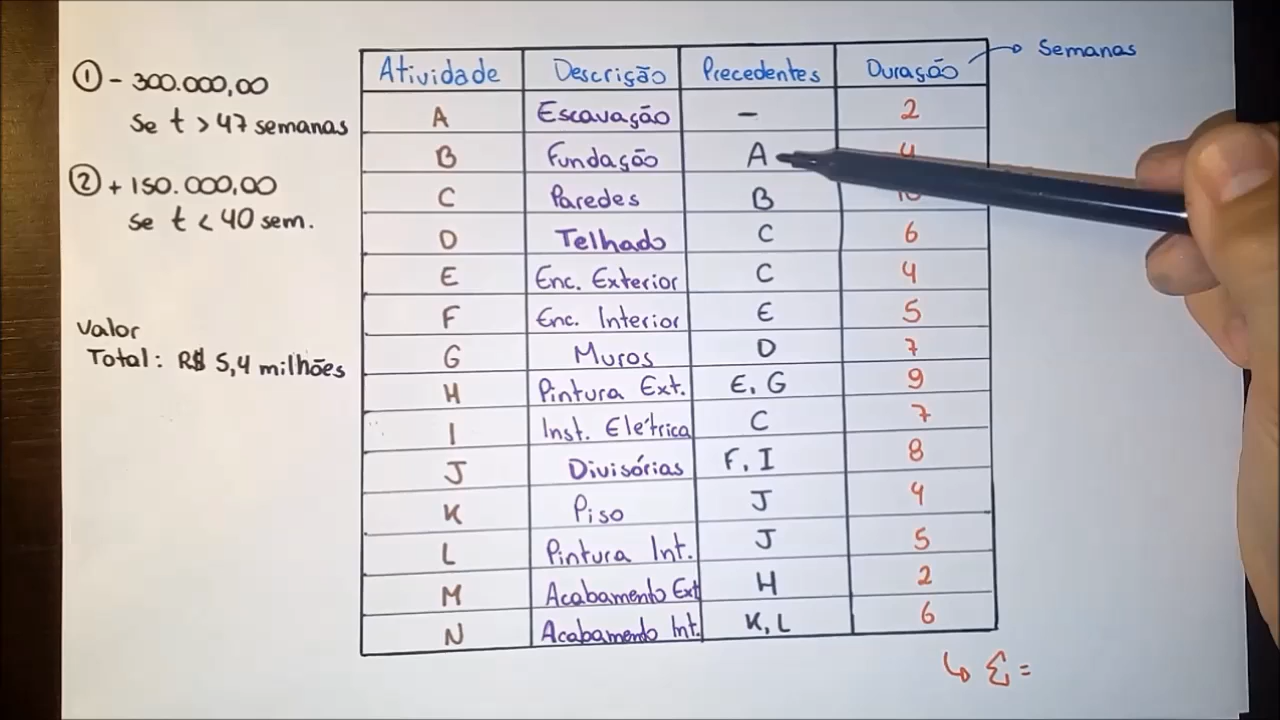 Semanas
① - 300.000,00
Se t > 47 semanas
② + 150.000,00
se t < 40 sem.
Valor
Total: R$ 5,4 milhões
Atividade Descrição Precedentes Duração
A Escavação - 2
B Fundação A 4
C Paredes B 10
D Telhado C 6
E Enc. Exterior C 4
F Enc. Interior E 5
G Muros D 7
H Pintura Ext. E, G 9
I Inst. Elétrica C 7
J Divisórias F, I 8
K Piso J 4
L Pintura Int. J 5
M Acabamento Ext H 2
N Acabamento Int. K, L 6
↳ Σ =